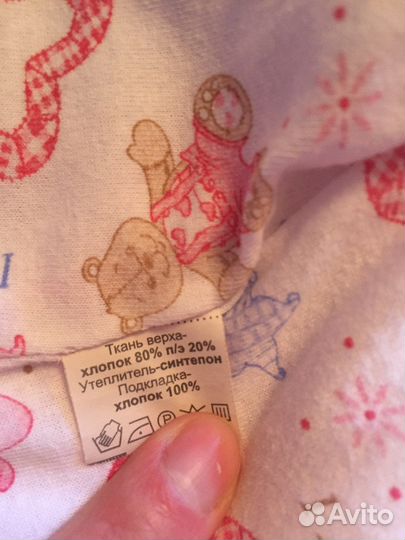 Ткань верха-
хлопок 80% п/э 20%
Утеплитель-синтепон
Подкладка-
хлопок 100%
Avito